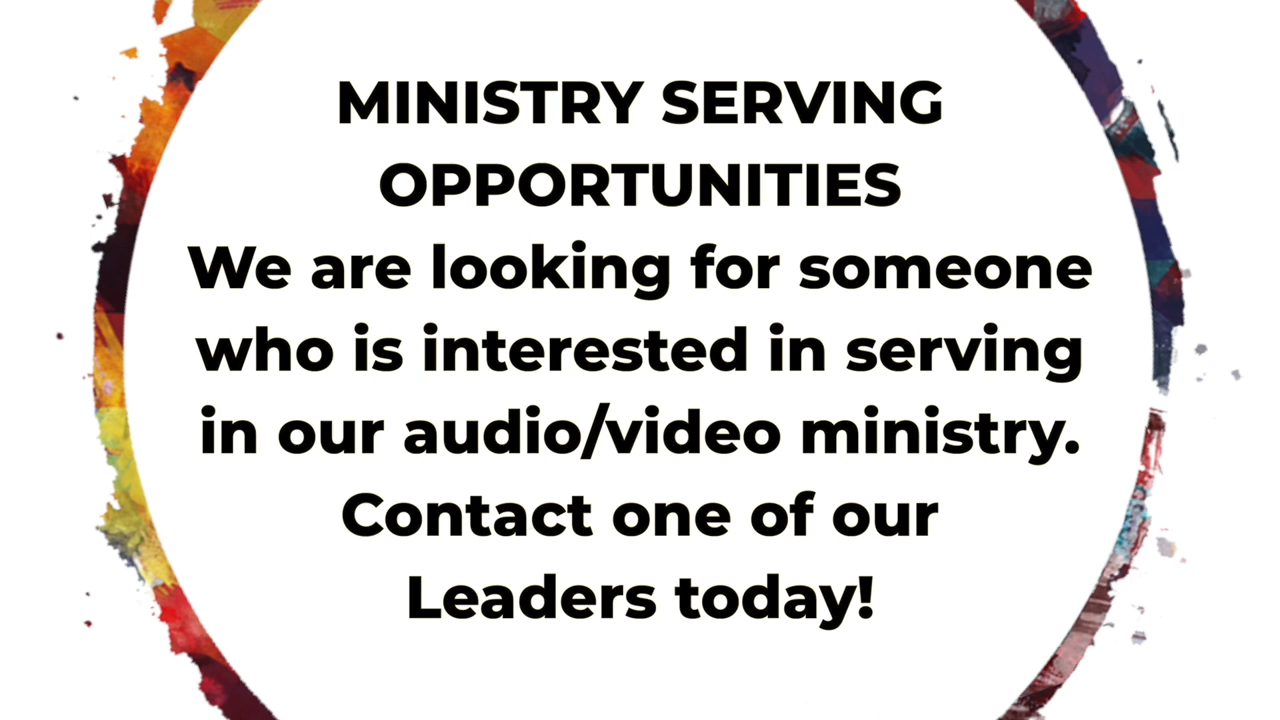 MINISTRY SERVING
OPPORTUNITIES
We are looking for someone
who is interested in serving
in our audio/video ministry.
Contact one of our
Leaders today!